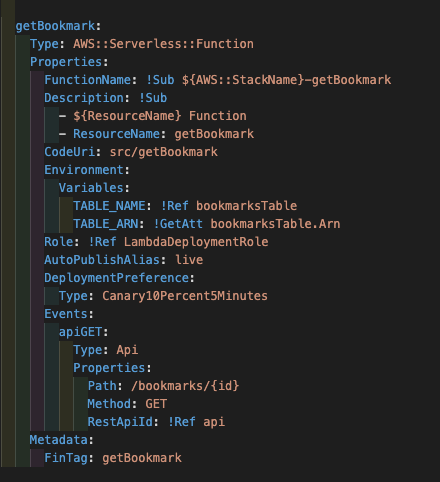 getBookmark:
  Type: AWS::Serverless::Function
  Properties:
    FunctionName: !Sub ${AWS::StackName}-getBookmark
    Description: !Sub
      - ${ResourceName} Function
      - ResourceName: getBookmark
    CodeUri: src/getBookmark
    Environment:
      Variables:
        TABLE_NAME: !Ref bookmarksTable
        TABLE_ARN: !GetAtt bookmarksTable.Arn
    Role: !Ref LambdaDeploymentRole
    AutoPublishAlias: live
    DeploymentPreference:
      Type: Canary10Percent5Minutes
    Events:
      apiGET:
        Type: Api
        Properties:
          Path: /bookmarks/{id}
          Method: GET
          RestApiId: !Ref api
  Metadata:
    FinTag: getBookmark